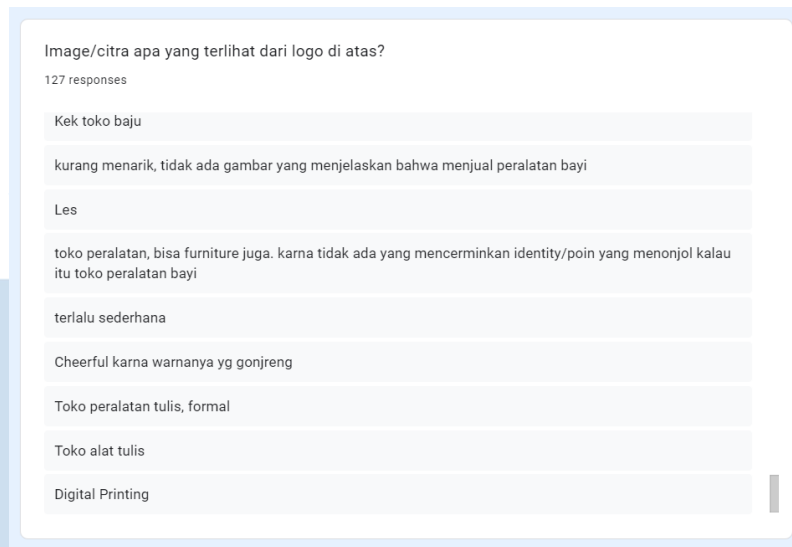 Image/citra apa yang terlihat dari logo di atas?
127 responses
Kek toko baju
kurang menarik, tidak ada gambar yang menjelaskan bahwa menjual peralatan bayi
Les
toko peralatan, bisa furniture juga. karna tidak ada yang mencerminkan identity/poin yang menonjol kalau
itu toko peralatan bayi
terlalu sederhana
Cheerful karna warnanya yg gonjreng
Toko peralatan tulis, formal
Toko alat tulis
Digital Printing